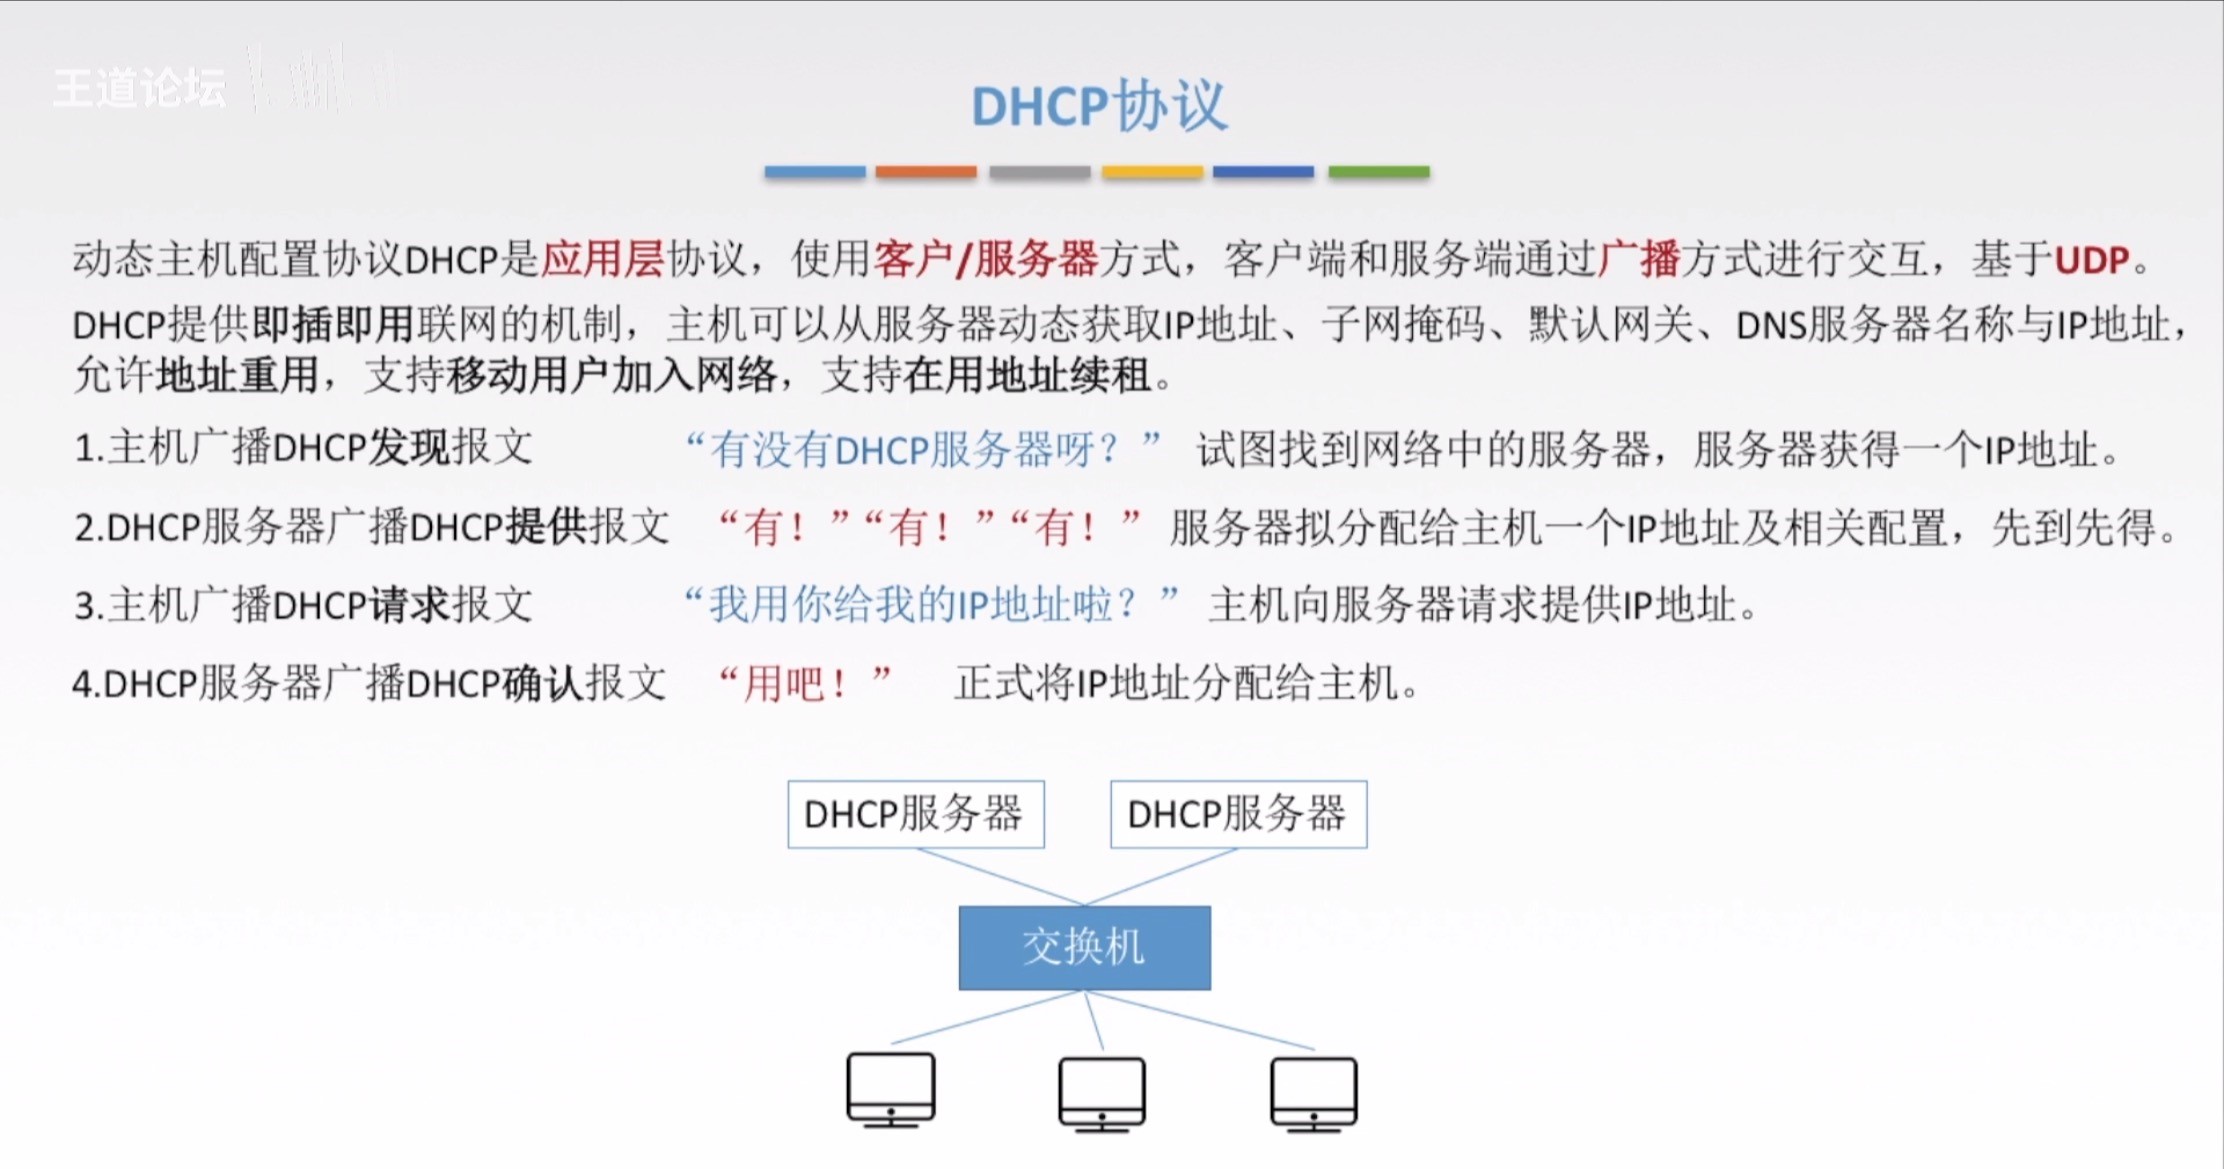 王道论坛
DHCP协议
动态主机配置协议DHCP是应用层协议，使用客户/服务器方式，客户端和服务端通过广播方式进行交互，基于UDP。
DHCP提供即插即用联网的机制，主机可以从服务器动态获取IP地址、子网掩码、默认网关、DNS服务器名称与IP地址，
允许地址重用，支持移动用户加入网络，支持在用地址续租。
1.主机广播DHCP发现报文 “有没有DHCP服务器呀？” 试图找到网络中的服务器，服务器获得一个IP地址。
2.DHCP服务器广播DHCP提供报文 “有！”“有！”“有！” 服务器拟分配给主机一个IP地址及相关配置，先到先得。
3.主机广播DHCP请求报文 “我用你给我的IP地址啦？” 主机向服务器请求提供IP地址。
4.DHCP服务器广播DHCP确认报文 “用吧！” 正式将IP地址分配给主机。
DHCP服务器 DHCP服务器
交换机